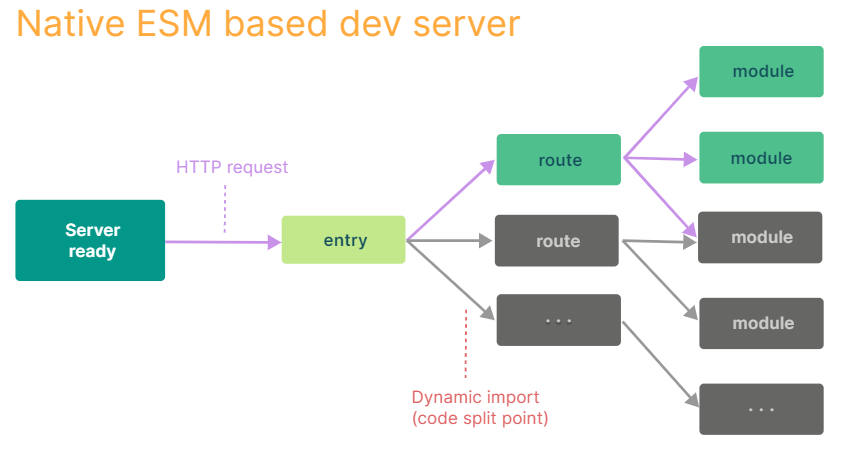 Native ESM based dev server
module
HTTP request
route
module
Server
ready
entry
route
module
...
module
Dynamic import
(code split point)
...